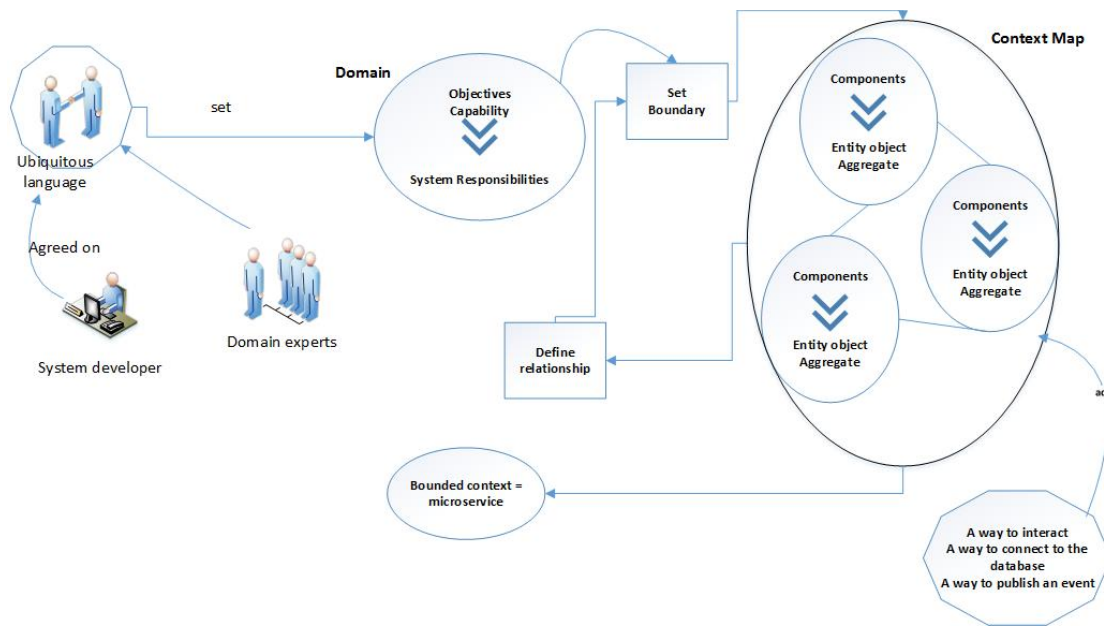 Ubiquitous
language
Agreed on
System developer
Domain experts
set
Domain
Objectives
Capability
System Responsibilities
Set
Boundary
Define
relationship
Context Map
Components
Entity object
Aggregate
Components
Entity object
Aggregate
Components
Entity object
Aggregate
Bounded context =
microservice
A way to interact
A way to connect to the
database
A way to publish an event